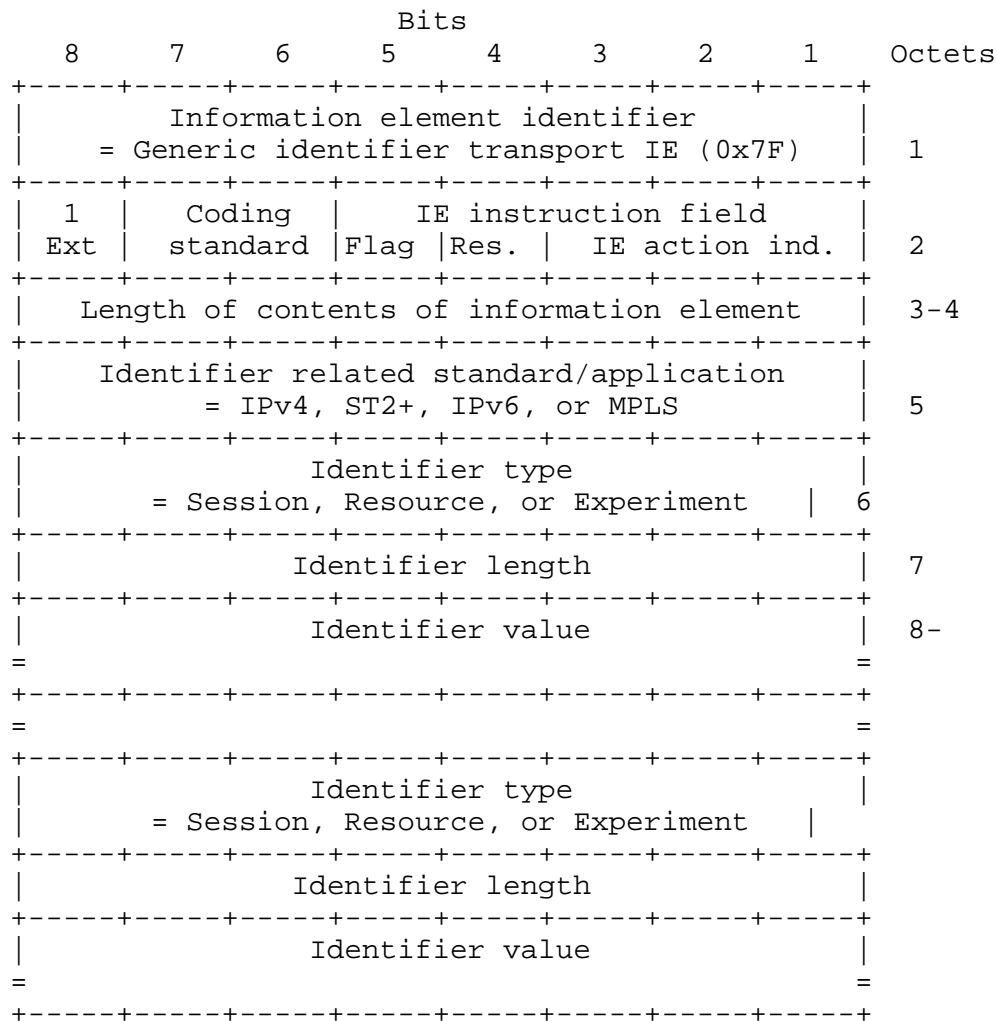 Bits
   8     7     6     5     4     3     2     1   Octets
+-----+-----+-----+-----+-----+-----+-----+-----+
|        Information element identifier         |
|    = Generic identifier transport IE (0x7F)   |  1
+-----+-----+-----+-----+-----+-----+-----+-----+
|  1  |   Coding  |    IE instruction field     |
| Ext |  standard |Flag |Res. |  IE action ind. |  2
+-----+-----+-----+-----+-----+-----+-----+-----+
|   Length of contents of information element   |  3-4
+-----+-----+-----+-----+-----+-----+-----+-----+
|    Identifier related standard/application    |
|          = IPv4, ST2+, IPv6, or MPLS          |  5
+-----+-----+-----+-----+-----+-----+-----+-----+
|                Identifier type                |
|       = Session, Resource, or Experiment   |  6
+-----+-----+-----+-----+-----+-----+-----+-----+
|               Identifier length               |  7
+-----+-----+-----+-----+-----+-----+-----+-----+
|                Identifier value               |  8-
=                                               =
+-----+-----+-----+-----+-----+-----+-----+-----+
=                                               =
+-----+-----+-----+-----+-----+-----+-----+-----+
|                Identifier type                |
|       = Session, Resource, or Experiment   |
+-----+-----+-----+-----+-----+-----+-----+-----+
|               Identifier length               |
+-----+-----+-----+-----+-----+-----+-----+-----+
|                Identifier value               |
=                                               =
+-----+-----+-----+-----+-----+-----+-----+-----+